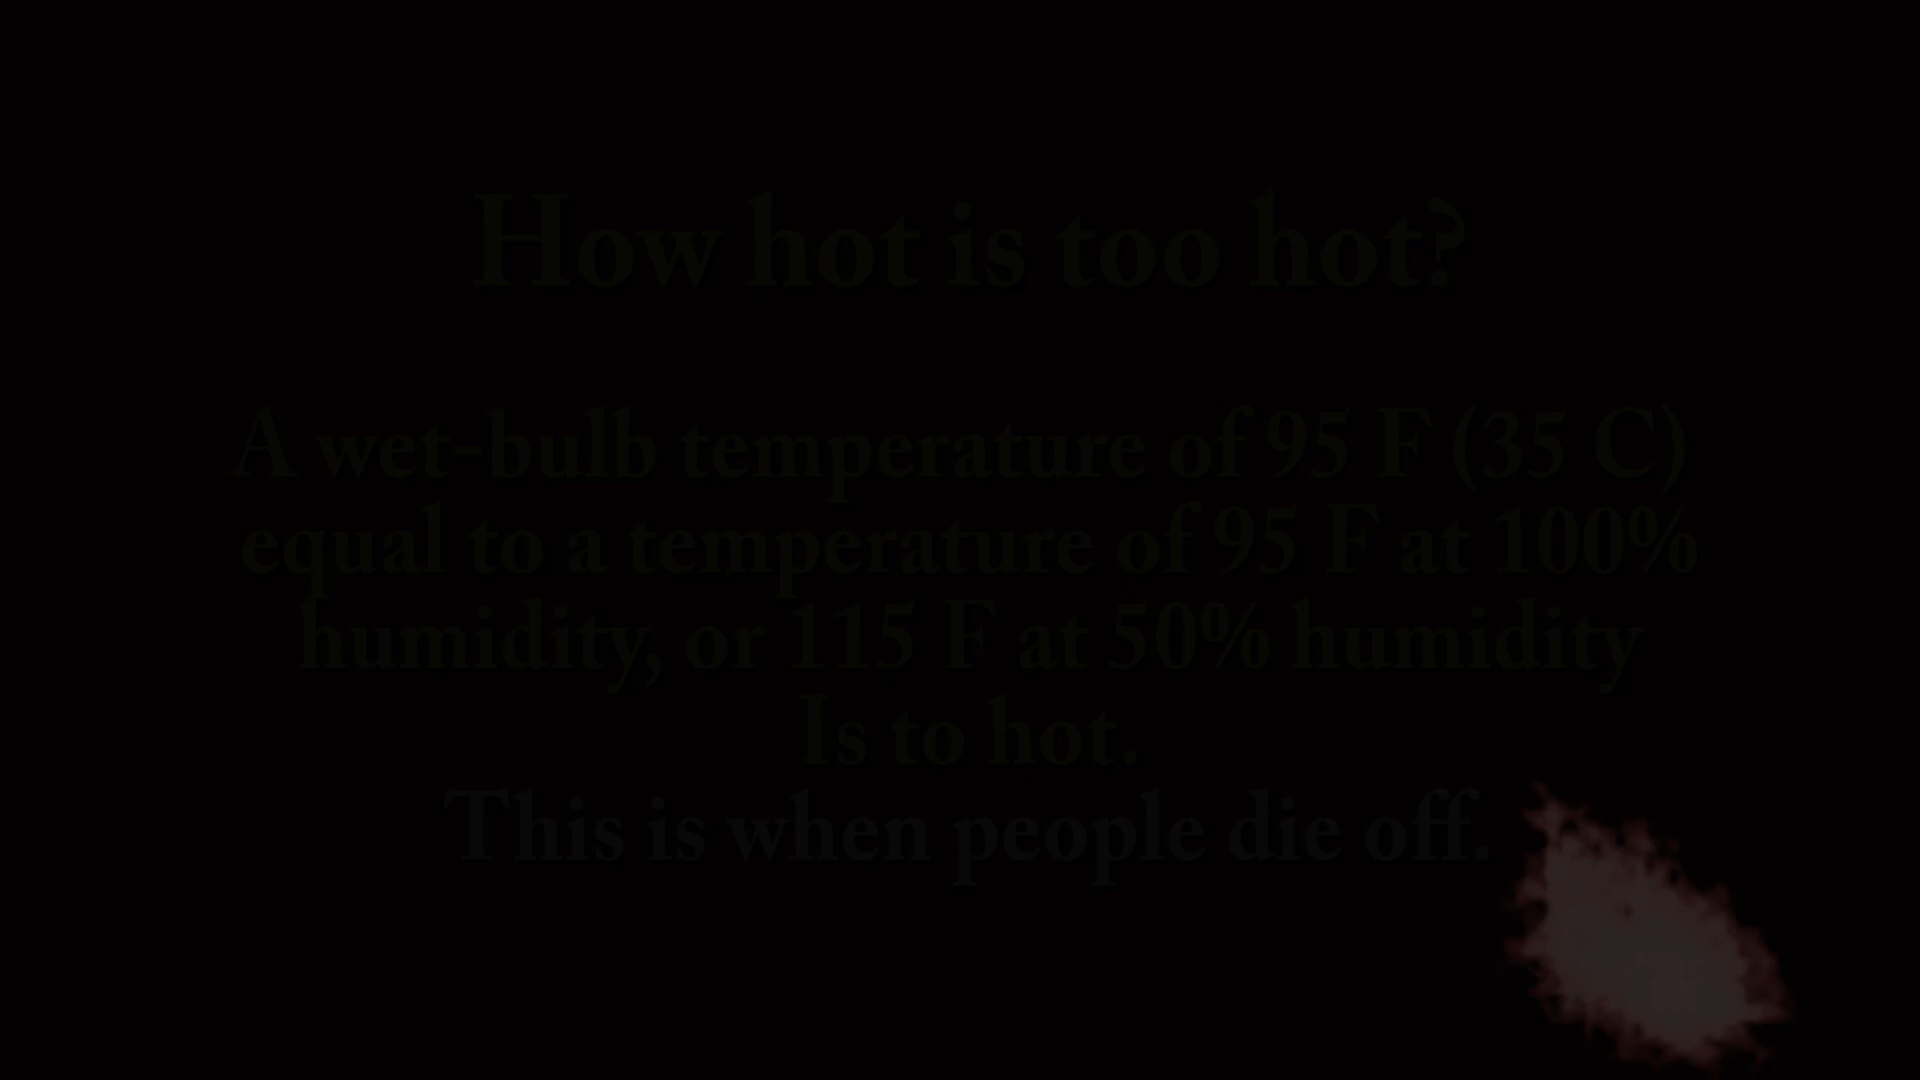 How hot is too hot?
A wet-bulb temperature of 95 F (35 C)
equal to a temperature of 95 F at 100%
humidity, or 115 F at 50% humidity
Is to hot.
This is when people die off.